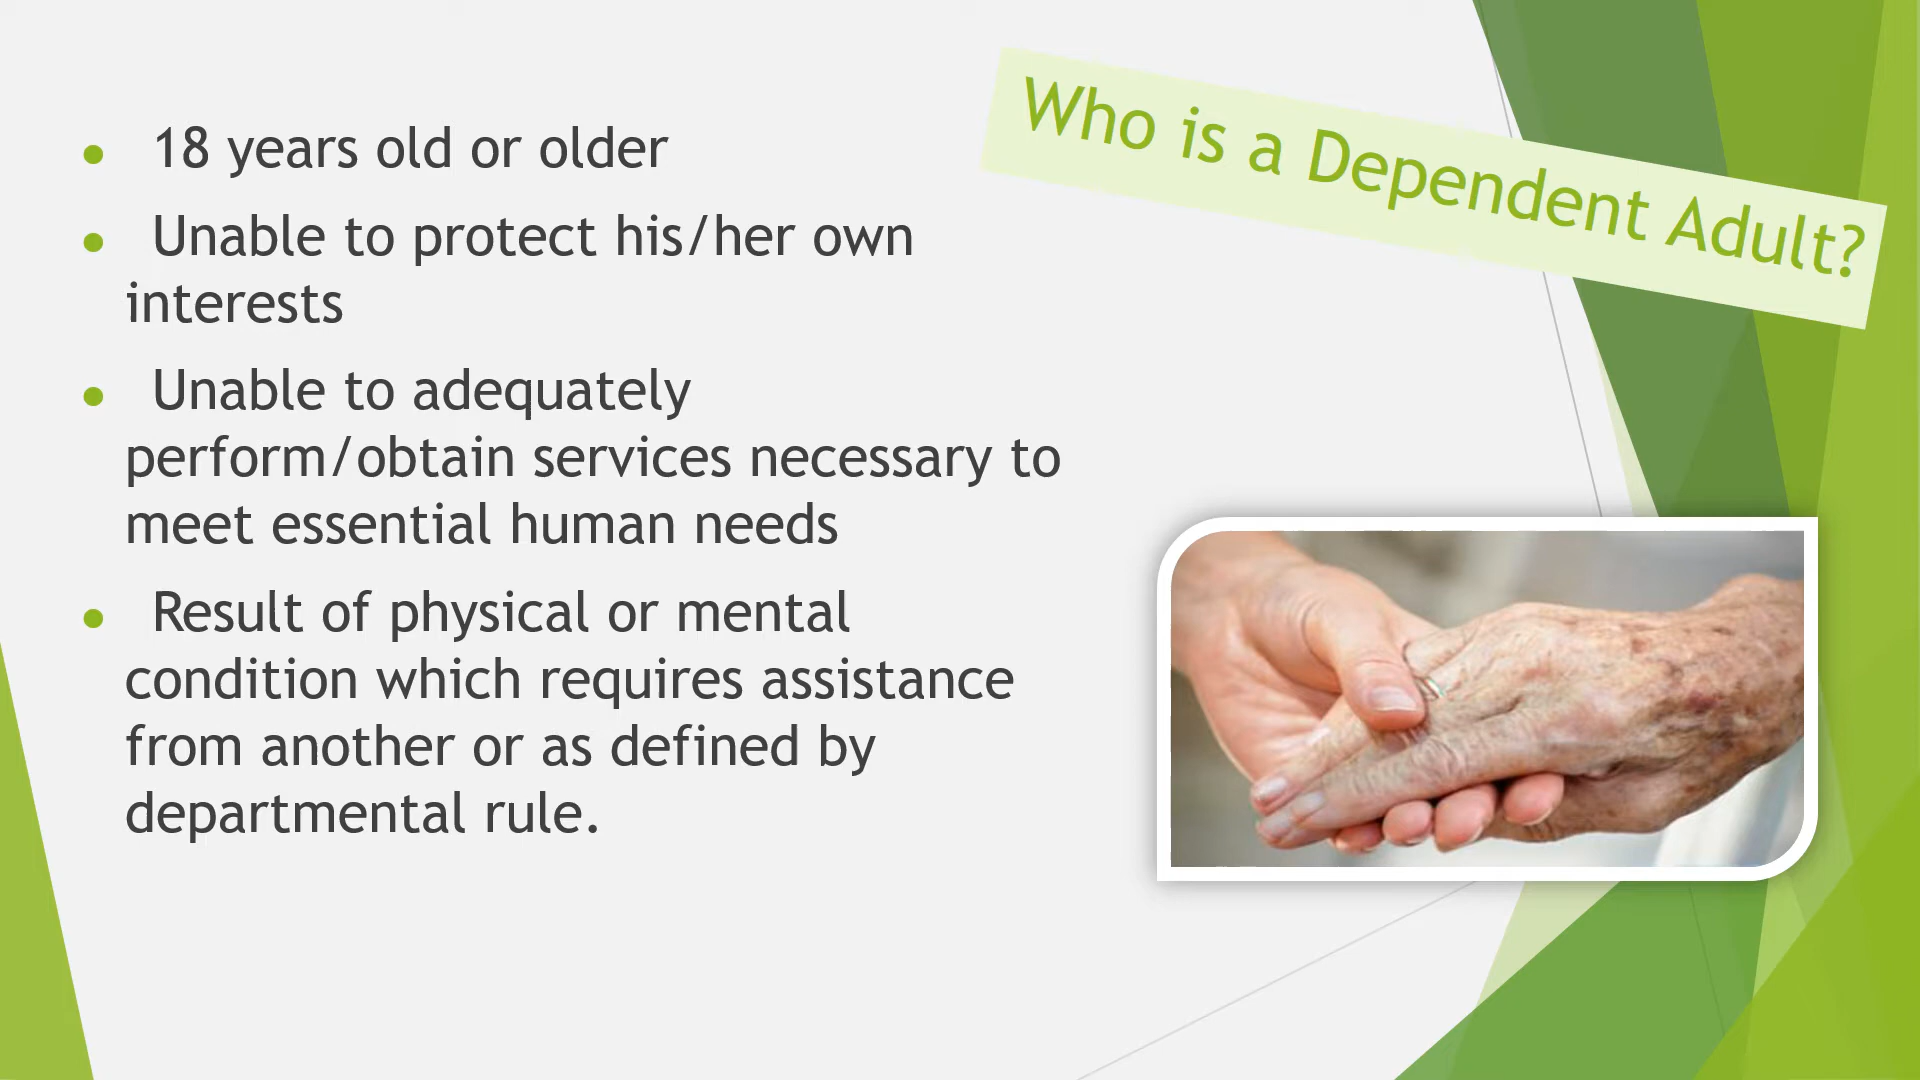 Who is a Dependent Adult?
● 18 years old or older
● Unable to protect his/her own
interests
● Unable to adequately
perform/obtain services necessary to
meet essential human needs
● Result of physical or mental
condition which requires assistance
from another or as defined by
departmental rule.